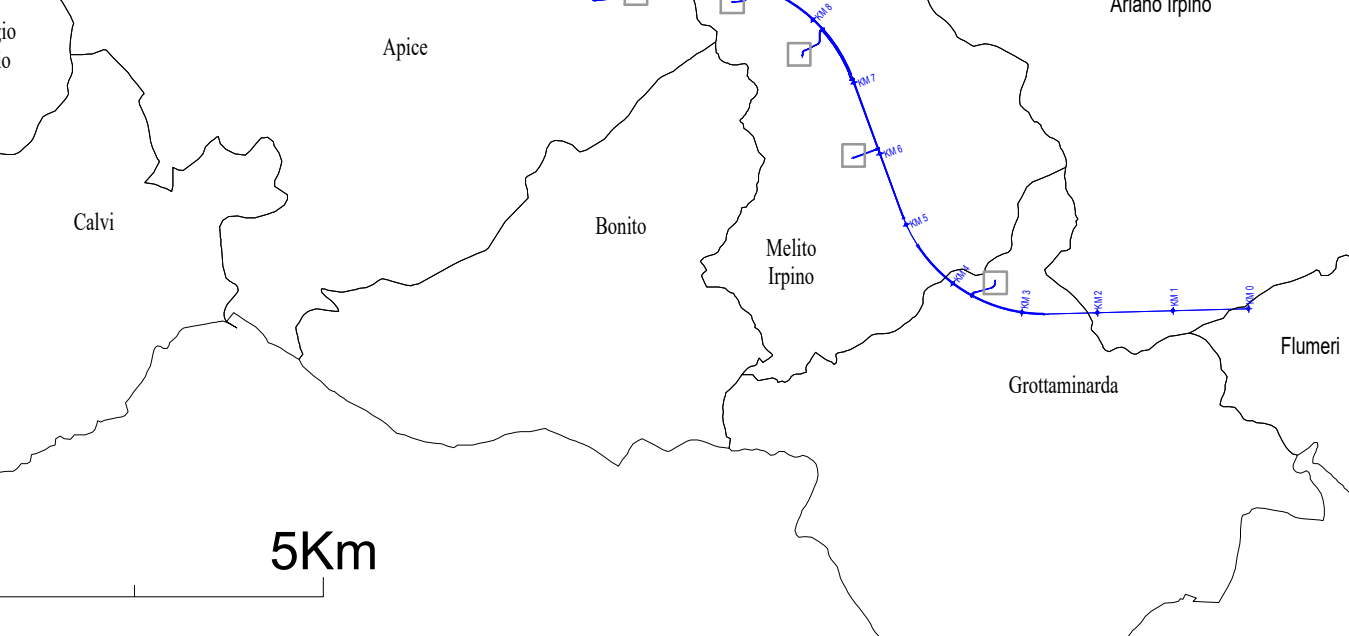 Ariano Irpino
KM 8
Apice
KM 7
KM 6
Calvi
Bonito
KM 5
Melito
Irpino
KM 4
KM 3
KM 2
KM 1
KM 0
Flumeri
Grottaminarda
5Km